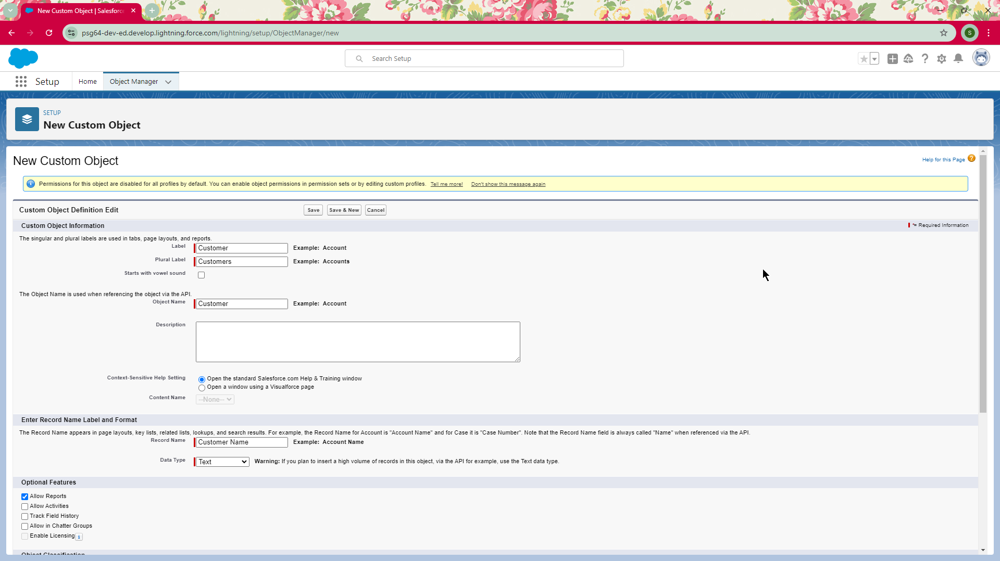 New Custom Object | Salesforce
psg64-dev-ed.develop.lightning.force.com/lightning/setup/ObjectManager/new
S
Search Setup
Setup
Home
Object Manager
SETUP
New Custom Object
New Custom Object
Help for this Page
Permissions for this object are disabled for all profiles by default. You can enable object permissions in permission sets or by editing custom profiles. Tell me more! Don't show this message again
Custom Object Definition Edit Save Save & New Cancel
Custom Object Information
= Required Information
The singular and plural labels are used in tabs, page layouts, and reports.
Label Customer Example: Account
Plural Label Customers Example: Accounts
Starts with vowel sound
The Object Name is used when referencing the object via the API.
Object Name Customer Example: Account
Description
Context-Sensitive Help Setting Open the standard Salesforce.com Help & Training window
Open a window using a Visualforce page
Content Name --None--
Enter Record Name Label and Format
The Record Name appears in page layouts, key lists, related lists, lookups, and search results. For example, the Record Name for Account is "Account Name" and for Case it is "Case Number". Note that the Record Name field is always called "Name" when referenced via the API.
Record Name Customer Name Example: Account Name
Data Type Text Warning: If you plan to insert a high volume of records in this object, via the API for example, use the Text data type.
Optional Features
Allow Reports
Allow Activities
Track Field History
Allow in Chatter Groups
Enable Licensing i
Object Classification